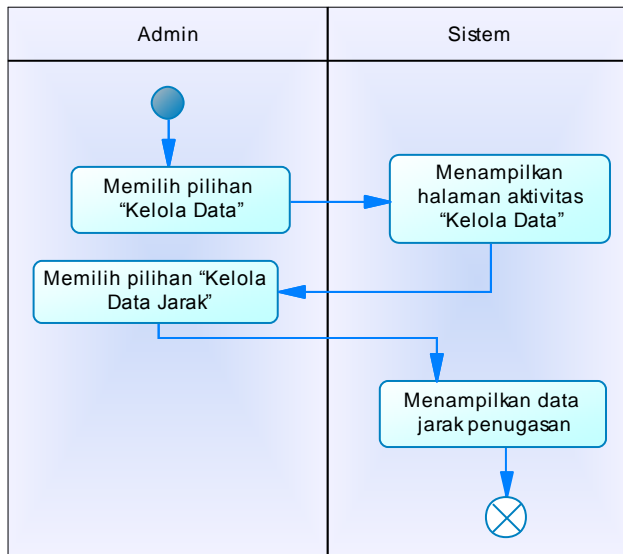 Admin
Sistem
Memilih pilihan
“Kelola Data”
Menampilkan
halaman aktivitas
“Kelola Data”
Memilih pilihan “Kelola
Data Jarak”
Menampilkan data
jarak penugasan